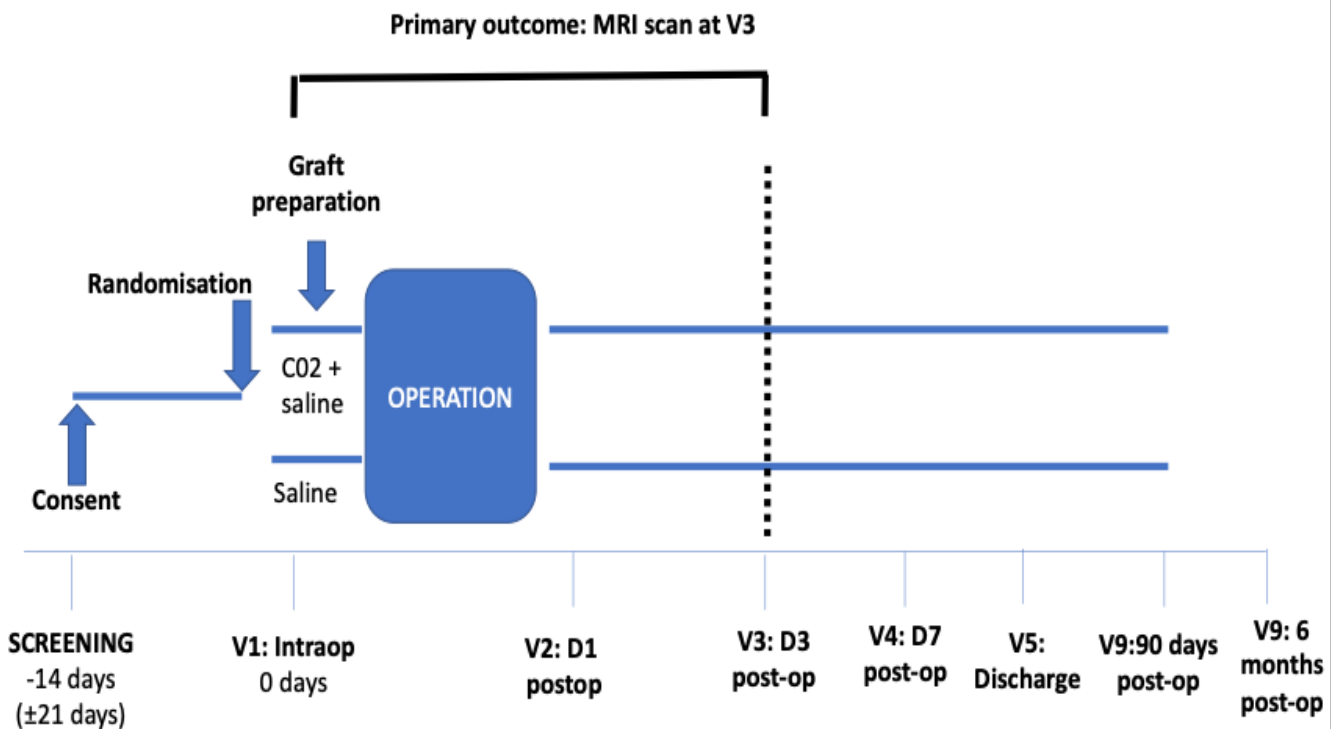 Primary outcome: MRI scan at V3
Graft
preparation
Randomisation
C02 +
saline
OPERATION
Consent
Saline
SCREENING
-14 days
(±21 days)
V1: Intraop
0 days
V2: D1
postop
V3: D3
post-op
V4: D7
post-op
V5:
Discharge
V9:90 days
post-op
V9: 6
months
post-op